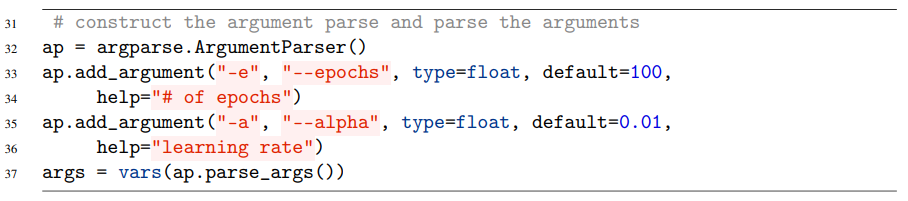 31 # construct the argument parse and parse the arguments
32 ap = argparse.ArgumentParser()
33 ap.add_argument("-e", "--epochs", type=float, default=100,
34 help="# of epochs")
35 ap.add_argument("-a", "--alpha", type=float, default=0.01,
36 help="learning rate")
37 args = vars(ap.parse_args())